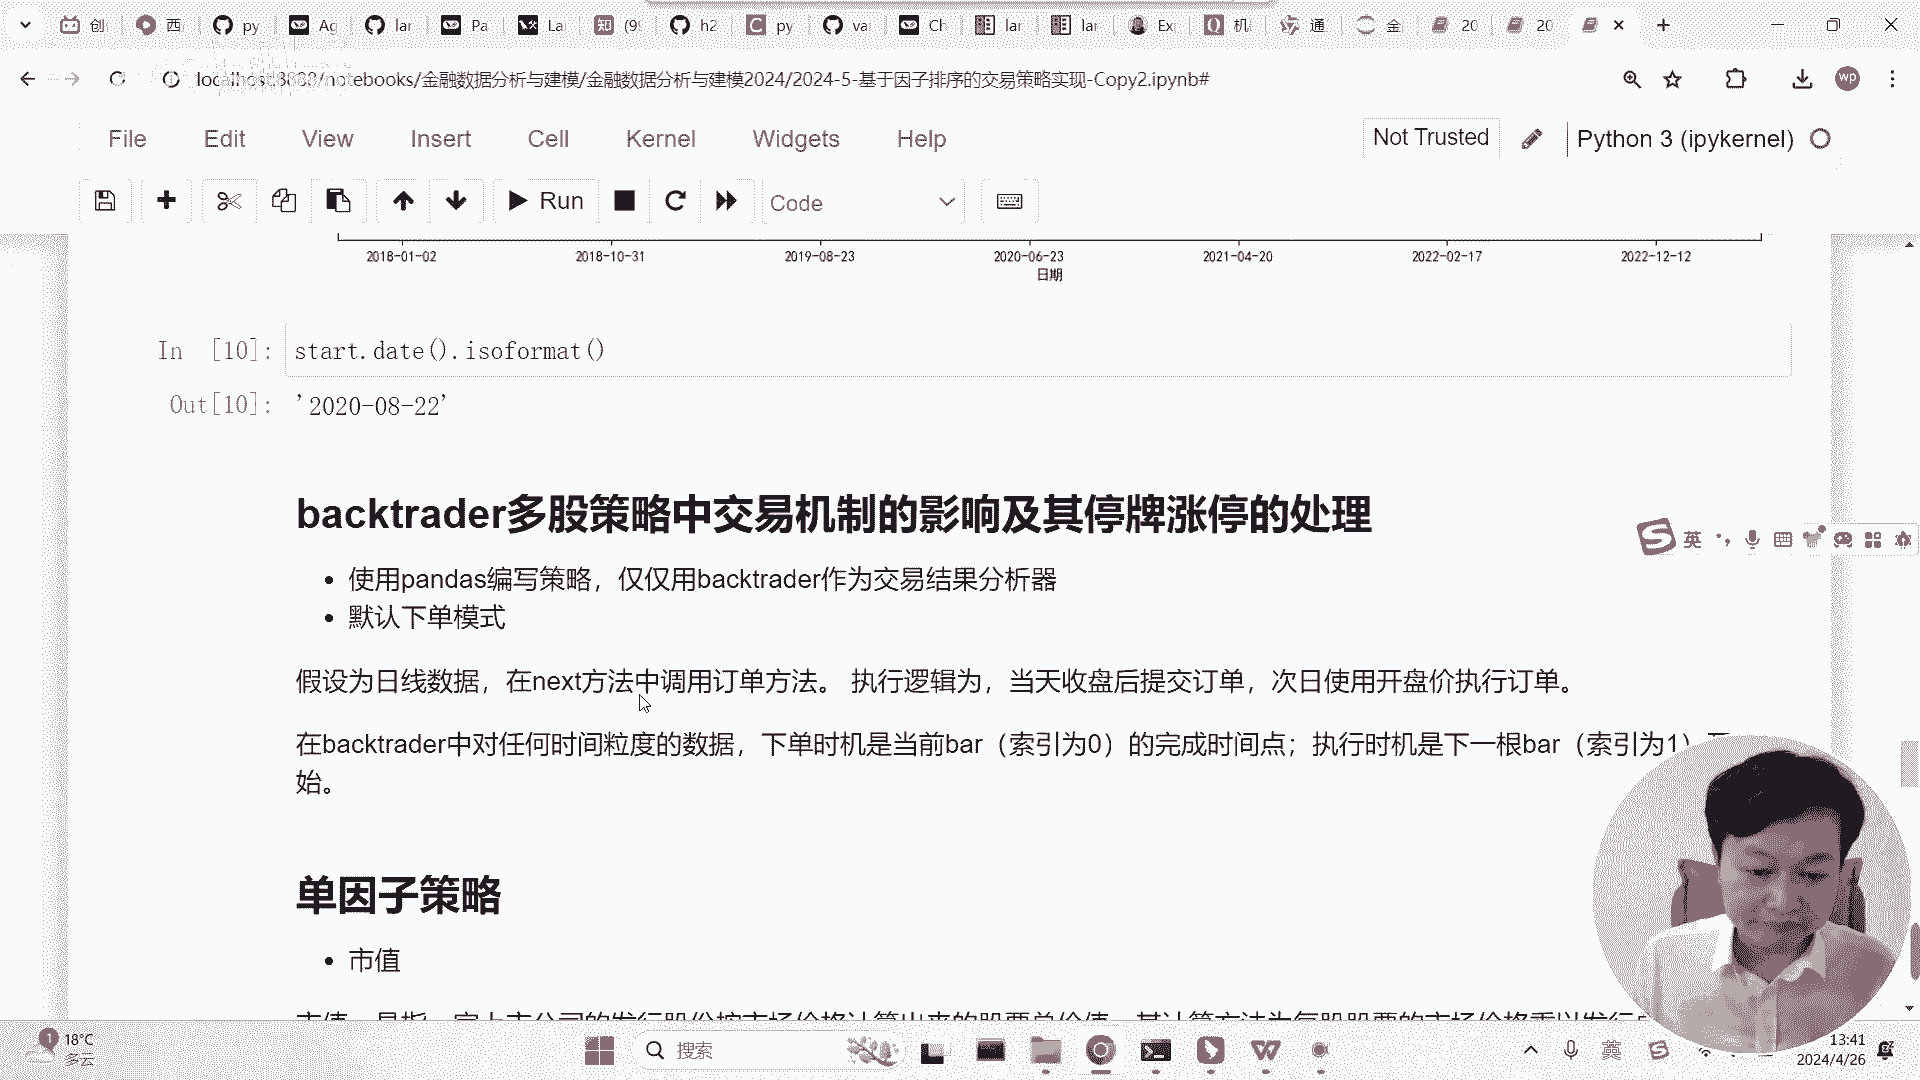 创
西
py
Ag
lar
Pa
La
知 (9
h2
py
va
Ch
lar
lar
Ex
机
通
金
20
20
localhost:8888/notebooks/金融数据分析与建模/金融数据分析与建模2024/2024-5-基于因子排序的交易策略实现-Copy2.ipynb#
wp
File Edit View Insert Cell Kernel Widgets Help
Not Trusted
Python 3 (ipykernel)
Run
Code
2018-01-02 2018-10-31 2019-08-23 2020-06-23 2021-04-20 2022-02-17 2022-12-12
日期
In [10]: start.date().isoformat()
Out[10]: '2020-08-22'
backtrader多股策略中交易机制的影响及其停牌涨停的处理
使用pandas编写策略，仅仅用backtrader作为交易结果分析器
默认下单模式
假设为日线数据，在next方法中调用订单方法。 执行逻辑为，当天收盘后提交订单，次日使用开盘价执行订单。
在backtrader中对任何时间粒度的数据，下单时机是当前bar（索引为0）的完成时间点；执行时机是下一根bar（索引为1）
始。
单因子策略
市值
英
1
18°C
多云
搜索
英
13:41
2024/4/26